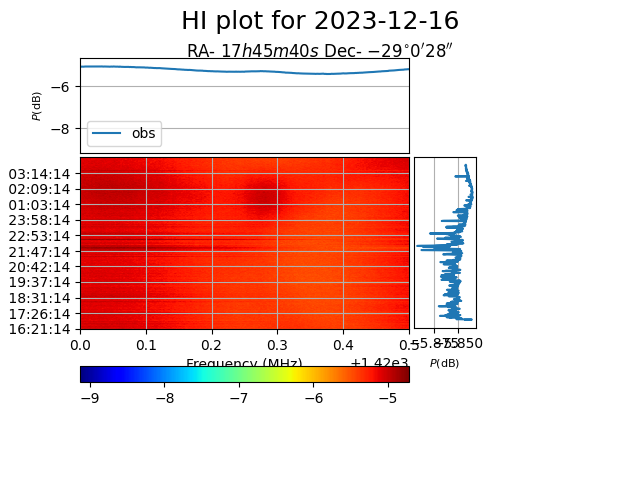 HI plot for 2023-12-16
RA- 17h45m40s Dec- −29°0′28″
P(dB)
−6
−8
obs
03:14:14
02:09:14
01:03:14
23:58:14
22:53:14
21:47:14
20:42:14
19:37:14
18:31:14
17:26:14
16:21:14
0.0 0.1 0.2 0.3 0.4 0.5
Frequency (MHz) +1.42e3
P(dB)
−9 −8 −7 −6 −5